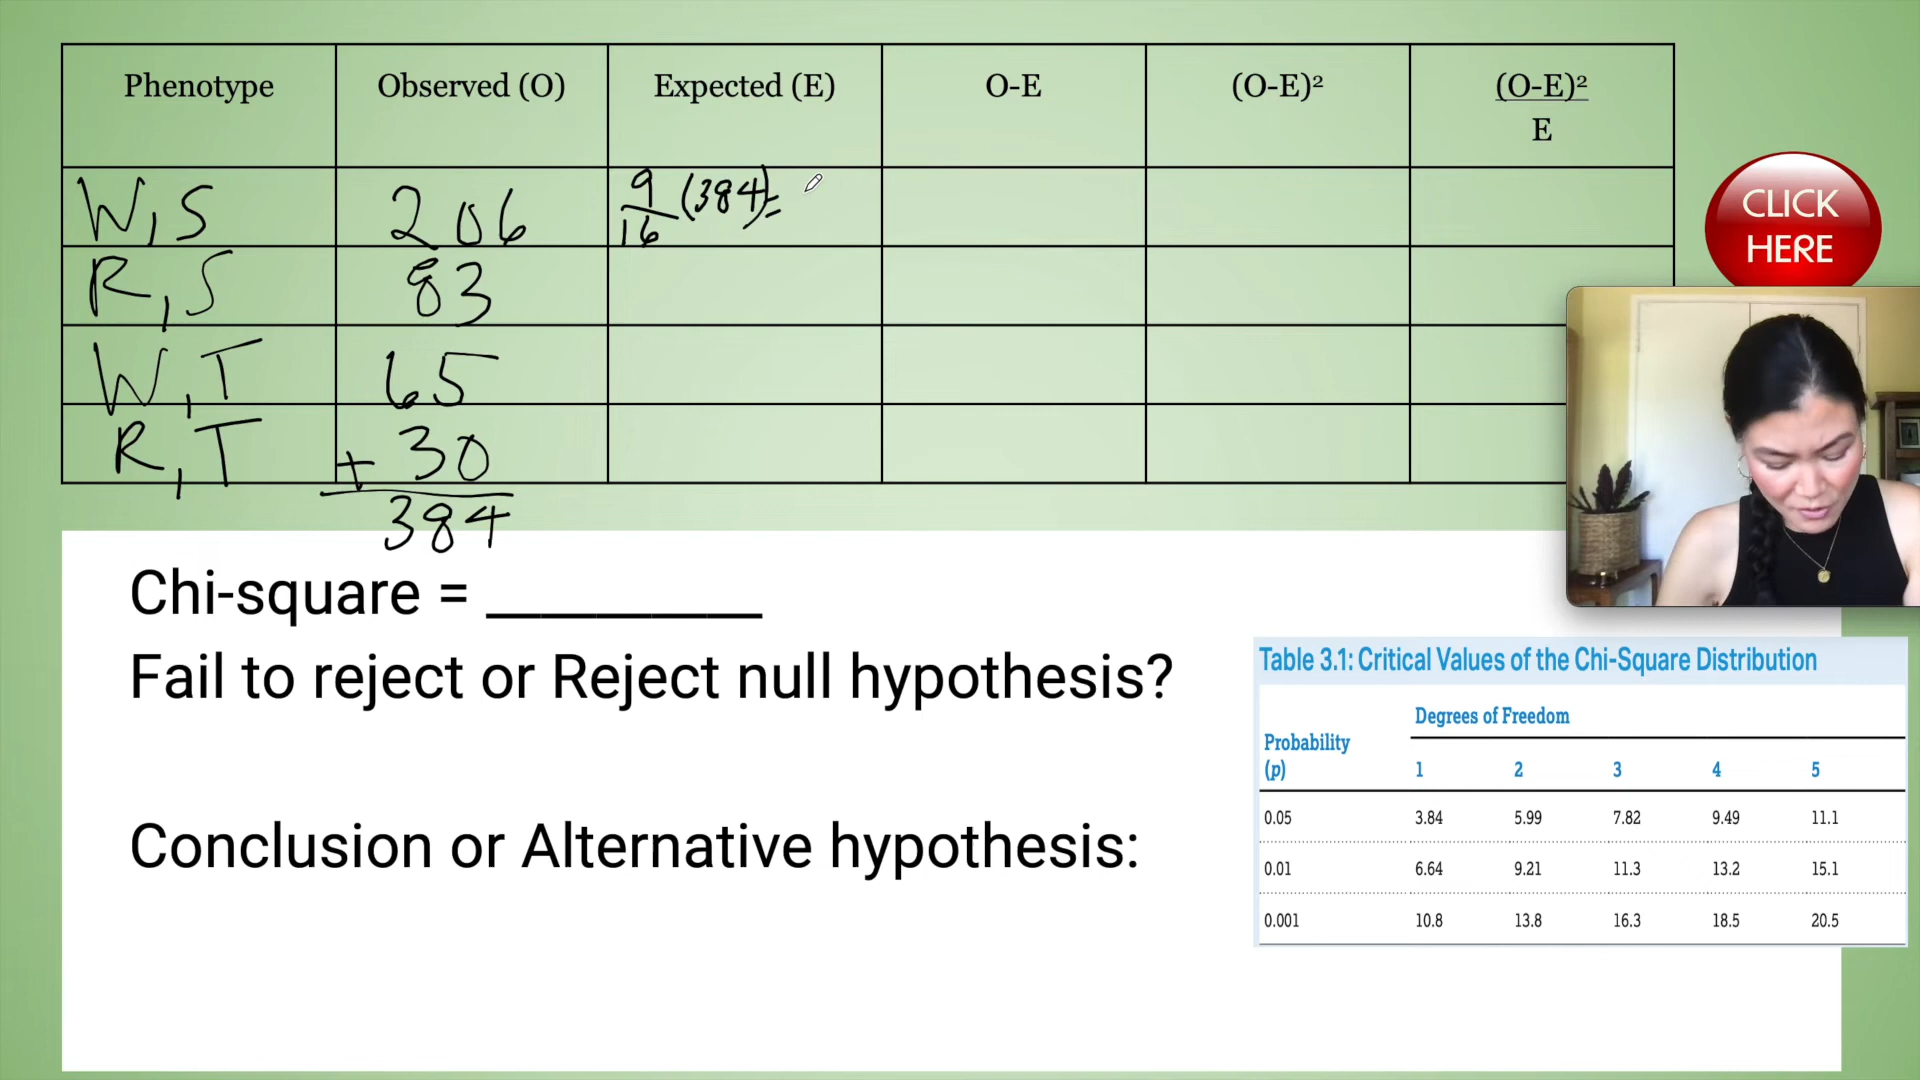 Phenotype Observed (O) Expected (E) O-E (O-E)² (O-E)²
E
W,S 206 9/16 (384)=
R,S 83
W,T 65
R,T + 30
384
CLICK
HERE
Chi-square = __________
Fail to reject or Reject null hypothesis?
Conclusion or Alternative hypothesis:
Table 3.1: Critical Values of the Chi-Square Distribution
Degrees of Freedom
Probability
(p) 1 2 3 4 5
0.05 3.84 5.99 7.82 9.49 11.1
0.01 6.64 9.21 11.3 13.2 15.1
0.001 10.8 13.8 16.3 18.5 20.5